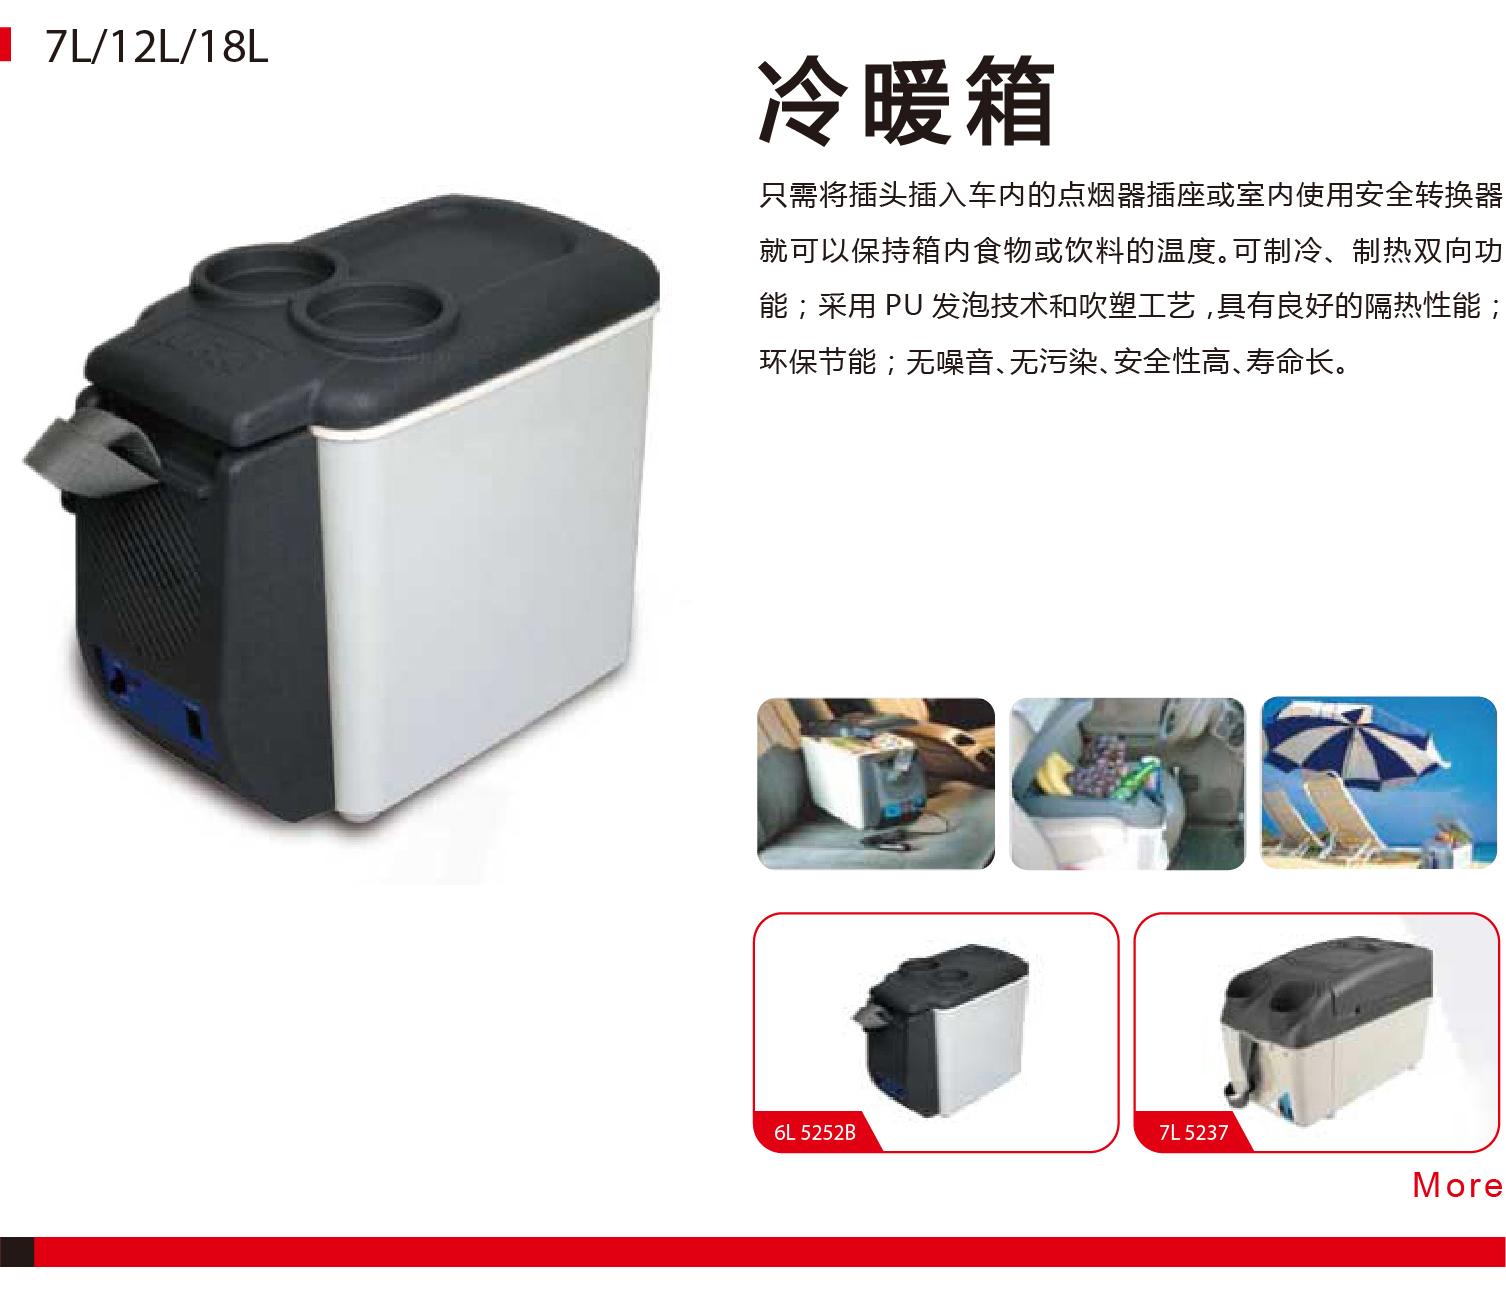 7L/12L/18L
冷暖箱
只需将插头插入车内的点烟器插座或室内使用安全转换器
就可以保持箱内食物或饮料的温度。可制冷、制热双向功
能；采用 PU 发泡技术和吹塑工艺，具有良好的隔热性能；
环保节能；无噪音、无污染、安全性高、寿命长。
6L 5252B
7L 5237
More